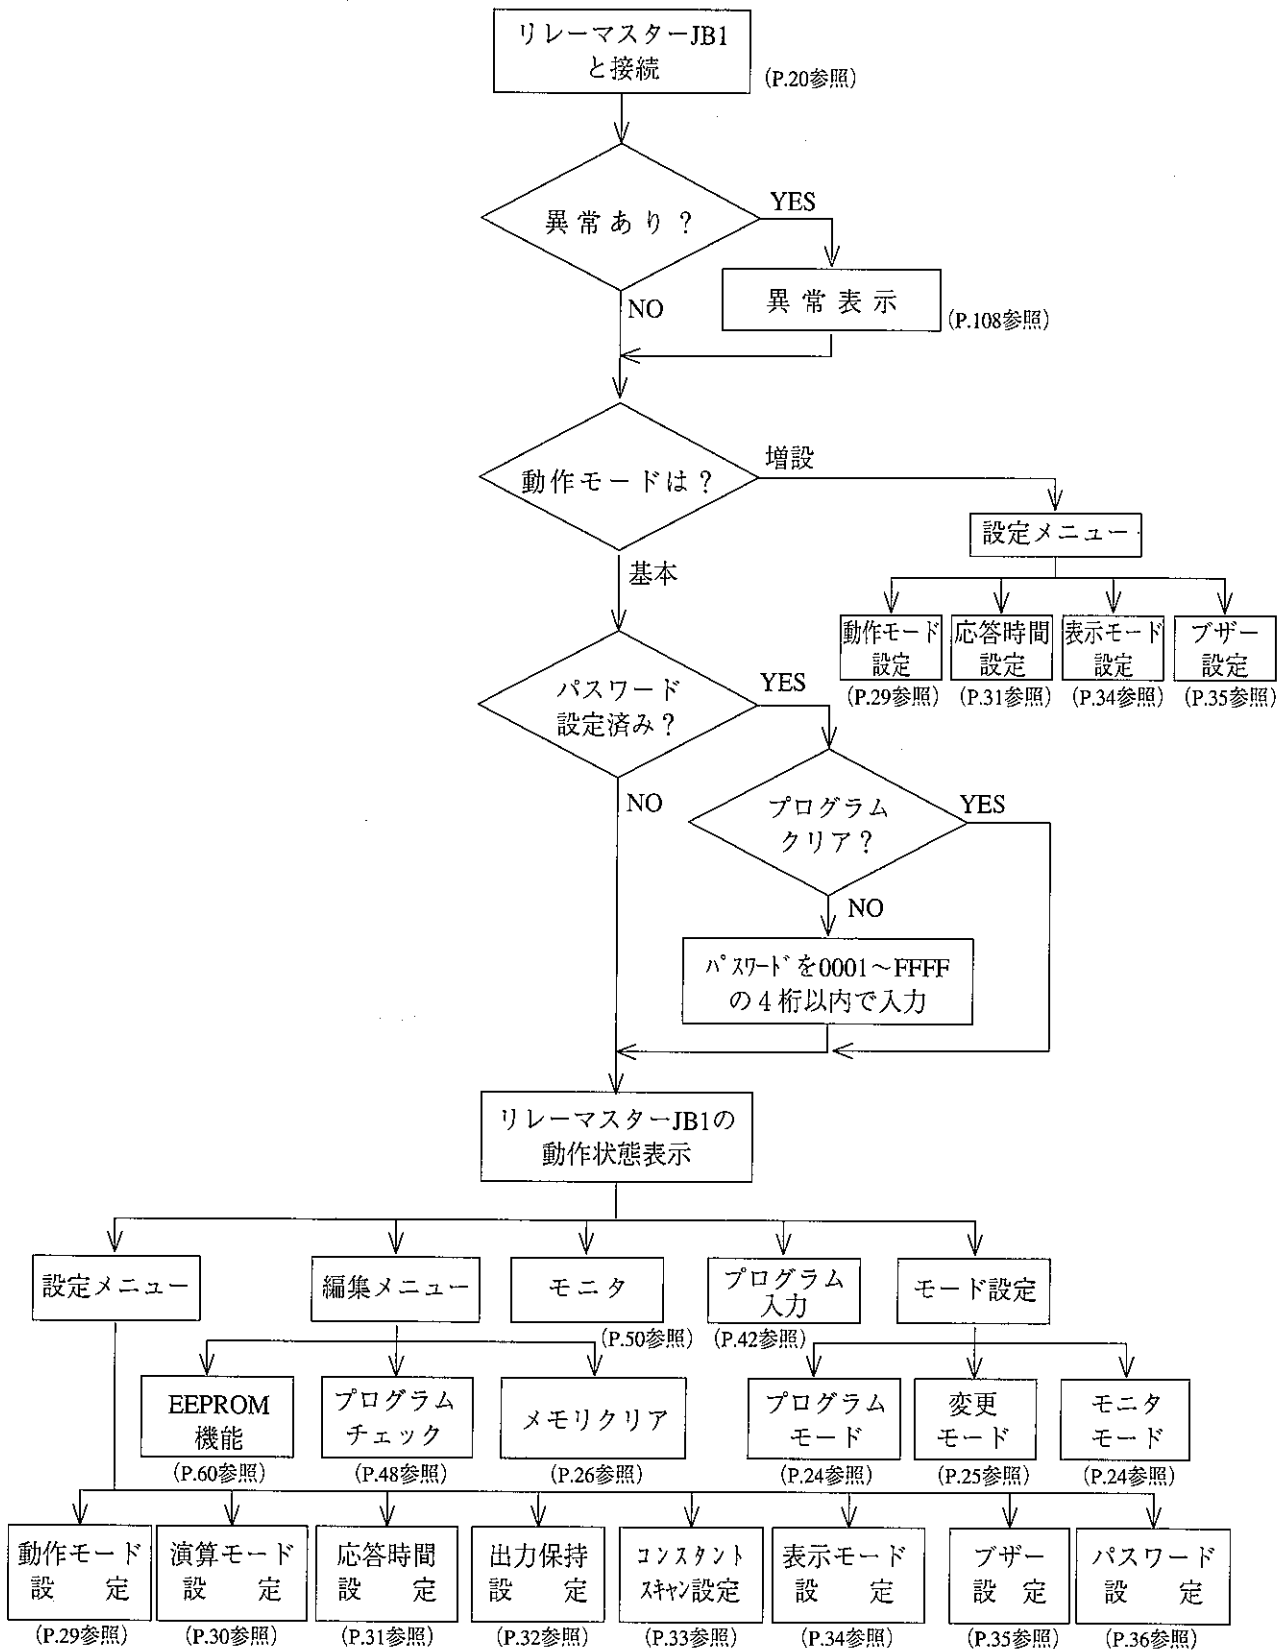 リレーマスターJB1
と接続
(P.20参照)
異常あり？
YES
NO
異常表示
(P.108参照)
動作モードは？
増設
基本
設定メニュー
動作モード
設定
(P.29参照)
応答時間
設定
(P.31参照)
表示モード
設定
(P.34参照)
ブザー
設定
(P.35参照)
パスワード
設定済み？
YES
NO
プログラム
クリア？
YES
NO
パスワードを0001～FFFF
の４桁以内で入力
リレーマスターJB1の
動作状態表示
設定メニュー
編集メニュー
モニタ
(P.50参照)
プログラム
入力
(P.42参照)
モード設定
EEPROM
機能
(P.60参照)
プログラム
チェック
(P.48参照)
メモリクリア
(P.26参照)
プログラム
モード
(P.24参照)
変更
モード
(P.25参照)
モニタ
モード
(P.24参照)
動作モード
設　定
(P.29参照)
演算モード
設　定
(P.30参照)
応答時間
設　定
(P.31参照)
出力保持
設　定
(P.32参照)
コンスタント
スキャン設定
(P.33参照)
表示モード
設　定
(P.34参照)
ブザー
設　定
(P.35参照)
パスワード
設　定
(P.36参照)